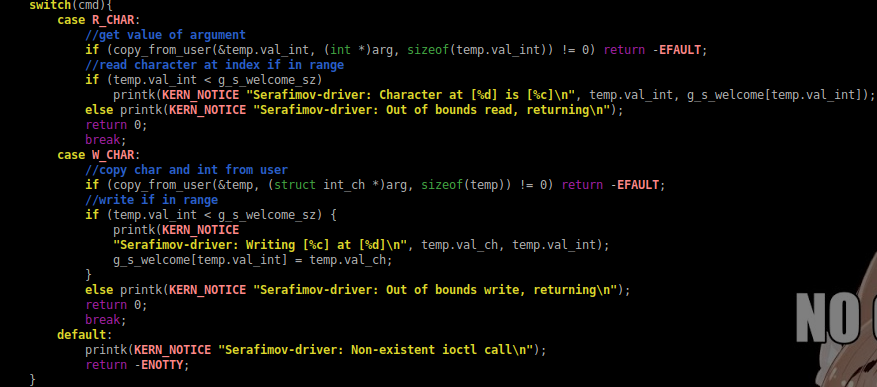 switch(cmd){
    case R_CHAR:
        //get value of argument
        if (copy_from_user(&temp.val_int, (int *)arg, sizeof(temp.val_int)) != 0) return -EFAULT;
        //read character at index if in range
        if (temp.val_int < g_s_welcome_sz)
            printk(KERN_NOTICE "Serafimov-driver: Character at [%d] is [%c]\n", temp.val_int, g_s_welcome[temp.val_int]);
        else printk(KERN_NOTICE "Serafimov-driver: Out of bounds read, returning\n");
        return 0;
        break;
    case W_CHAR:
        //copy char and int from user
        if (copy_from_user(&temp, (struct int_ch *)arg, sizeof(temp)) != 0) return -EFAULT;
        //write if in range
        if (temp.val_int < g_s_welcome_sz) {
            printk(KERN_NOTICE
            "Serafimov-driver: Writing [%c] at [%d]\n", temp.val_ch, temp.val_int);
            g_s_welcome[temp.val_int] = temp.val_ch;
        }
        else printk(KERN_NOTICE "Serafimov-driver: Out of bounds write, returning\n");
        return 0;
        break;
    default:
        printk(KERN_NOTICE "Serafimov-driver: Non-existent ioctl call\n");
        return -ENOTTY;
}
NO